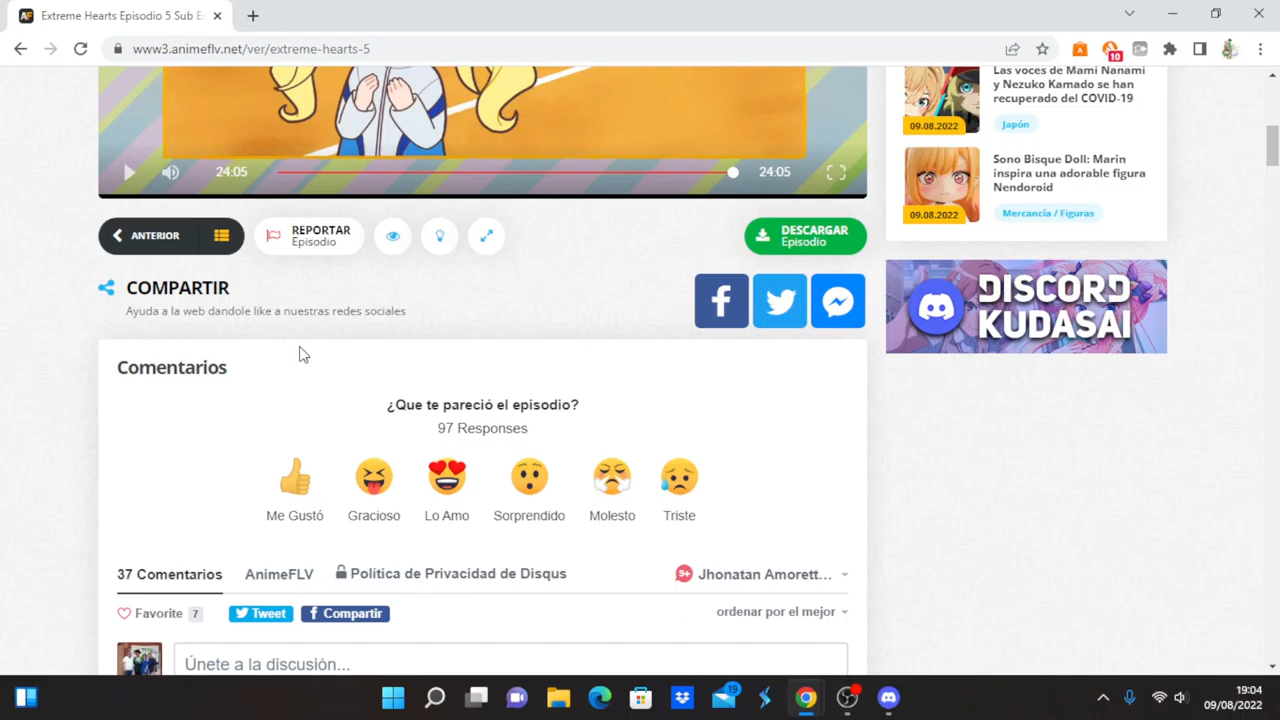 Extreme Hearts Episodio 5 Sub E
www3.animeflv.net/ver/extreme-hearts-5
10
24:05
24:05
ANTERIOR
REPORTAR
Episodio
DESCARGAR
Episodio
COMPARTIR
Ayuda a la web dandole like a nuestras redes sociales
Comentarios
¿Que te pareció el episodio?
97 Responses
Me Gustó
Gracioso
Lo Amo
Sorprendido
Molesto
Triste
37 Comentarios
AnimeFLV
Política de Privacidad de Disqus
9+
Jhonatan Amorett...
Favorite 7
Tweet
Compartir
ordenar por el mejor
Únete a la discusión...
Las voces de Mami Nanami
y Nezuko Kamado se han
recuperado del COVID-19
09.08.2022
Japón
Sono Bisque Doll: Marin
inspira una adorable figura
Nendoroid
09.08.2022
Mercancía / Figuras
DISCORD
KUDASAI
19
19:04
09/08/2022